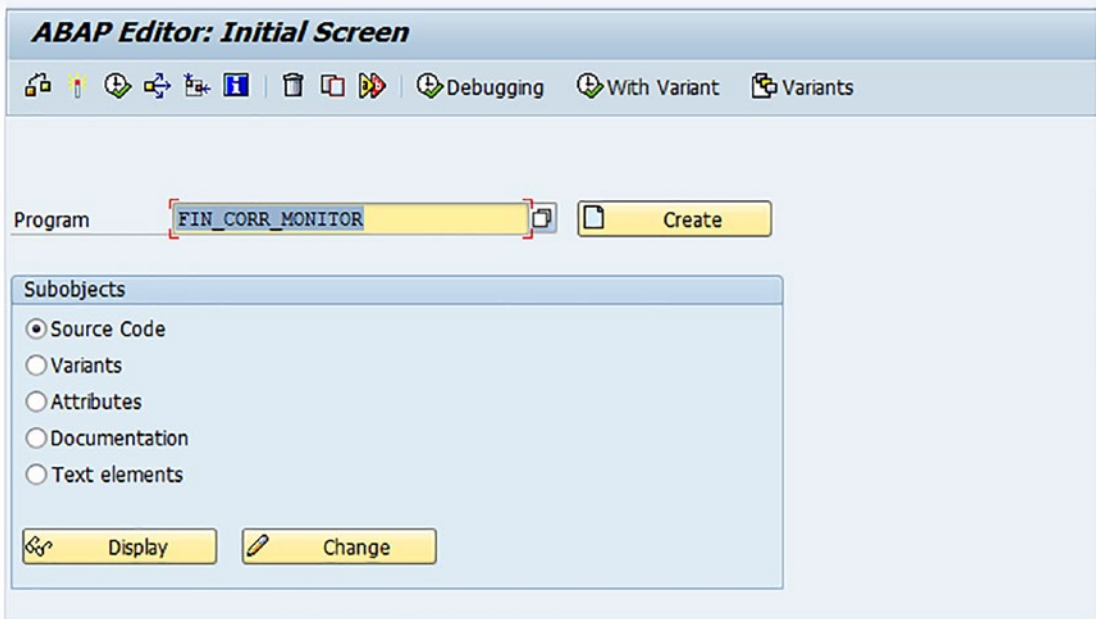 ABAP Editor: Initial Screen
Debugging With Variant Variants
Program FIN_CORR_MONITOR Create
Subobjects
Source Code
Variants
Attributes
Documentation
Text elements
Display Change